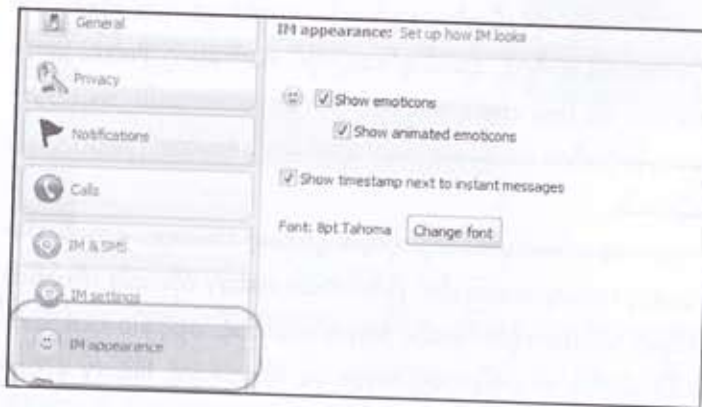 General
Privacy
Notifications
Calls
IM & SMS
IM settings
IM appearance
IM appearance: Set up how IM looks
Show emoticons
Show animated emoticons
Show timestamp next to instant messages
Font: 8pt Tahoma Change font